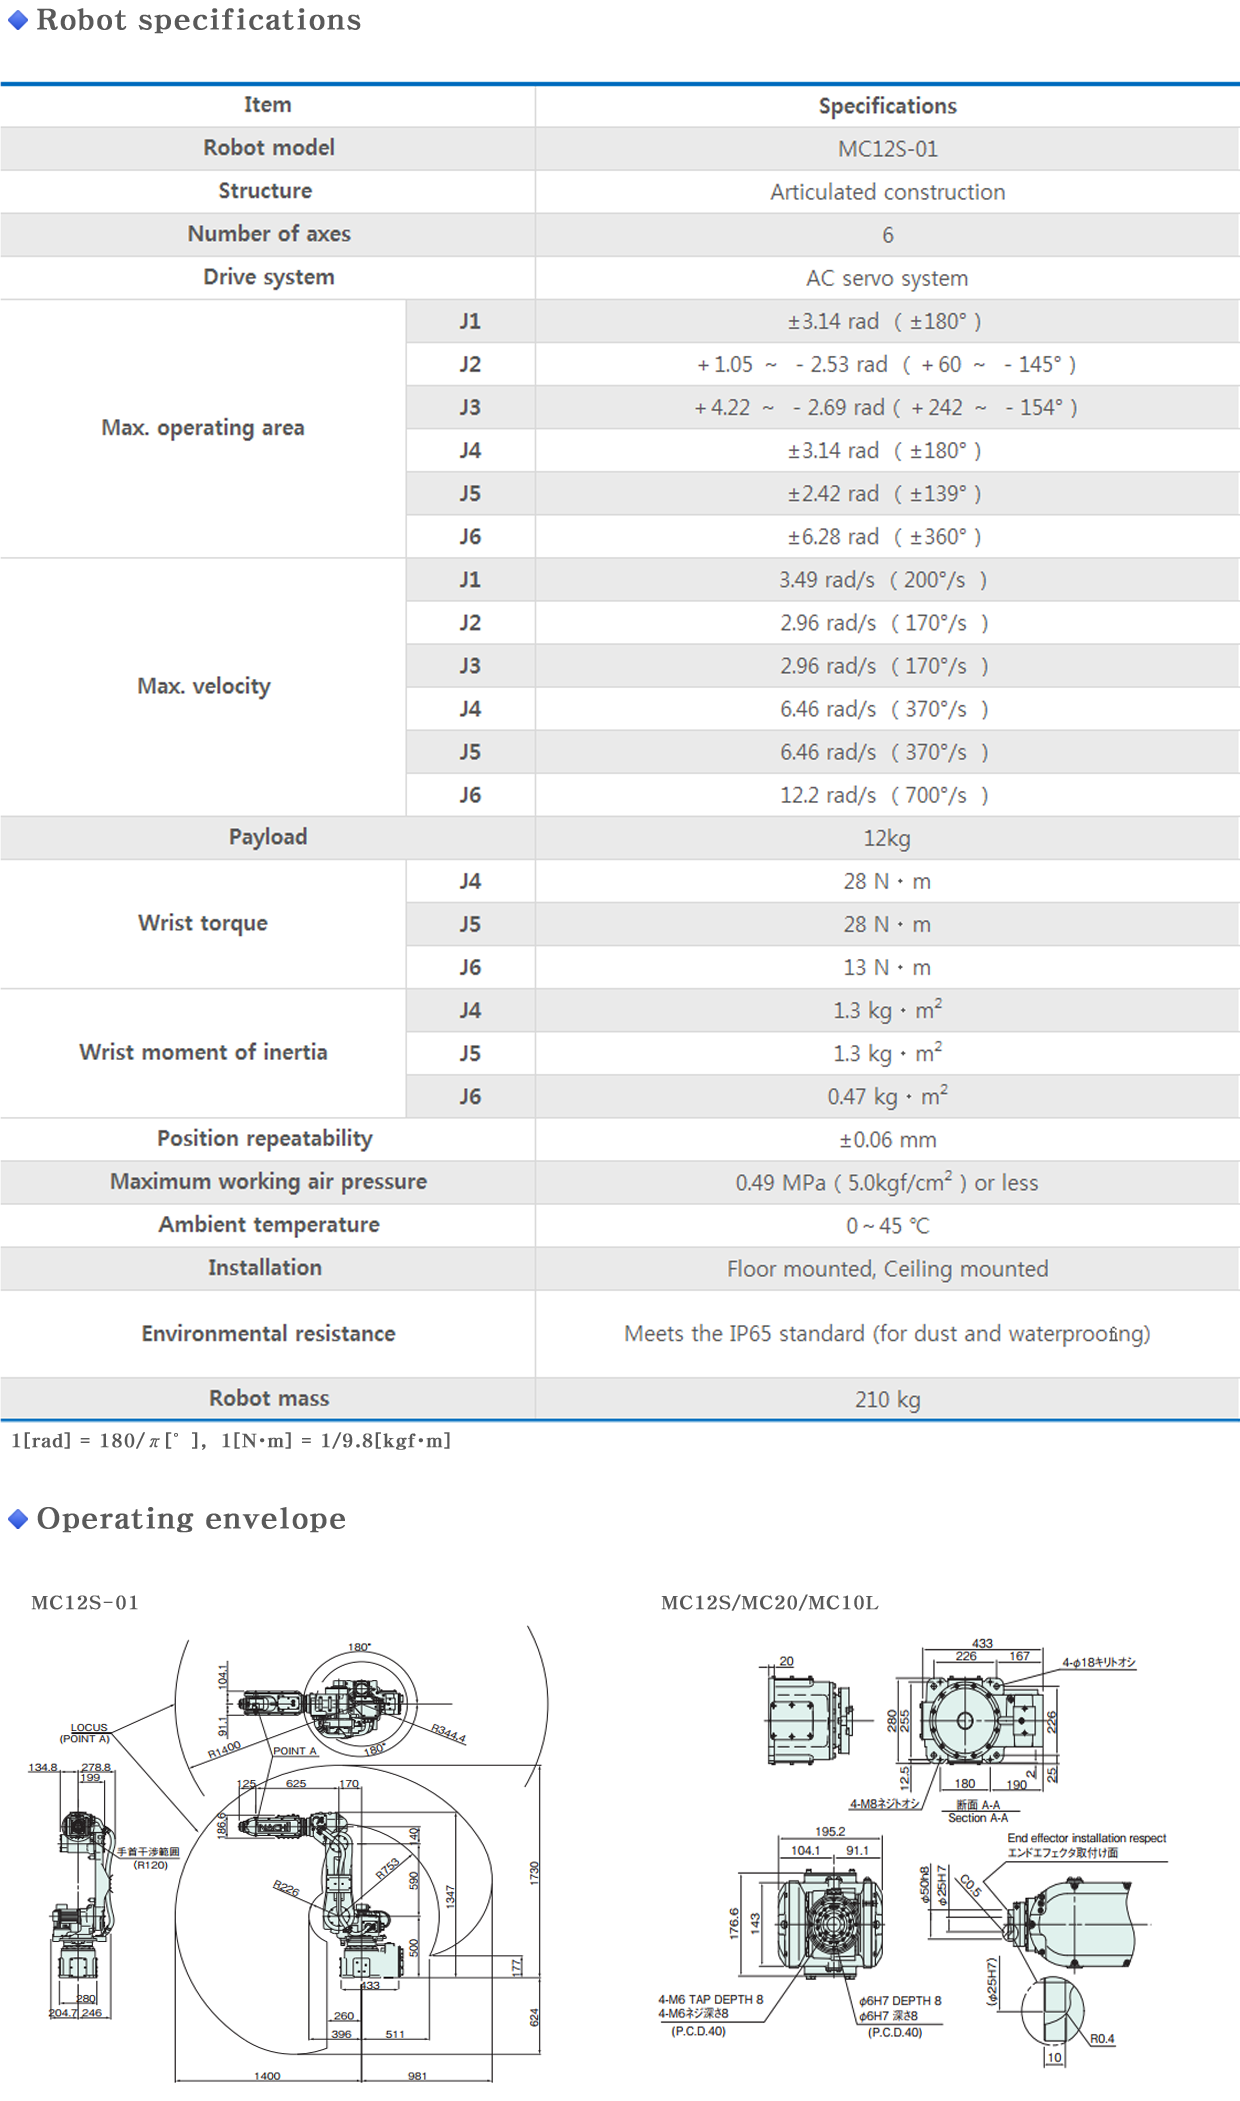 Robot specifications
Item Specifications
Robot model MC12S-01
Structure Articulated construction
Number of axes 6
Drive system AC servo system
Max. operating area
J1 ±3.14 rad ( ±180° )
J2 +1.05 ~ -2.53 rad ( +60 ~ -145° )
J3 +4.22 ~ -2.69 rad ( +242 ~ -154° )
J4 ±3.14 rad ( ±180° )
J5 ±2.42 rad ( ±139° )
J6 ±6.28 rad ( ±360° )
Max. velocity
J1 3.49 rad/s ( 200°/s )
J2 2.96 rad/s ( 170°/s )
J3 2.96 rad/s ( 170°/s )
J4 6.46 rad/s ( 370°/s )
J5 6.46 rad/s ( 370°/s )
J6 12.2 rad/s ( 700°/s )
Payload 12kg
Wrist torque
J4 28 N・m
J5 28 N・m
J6 13 N・m
Wrist moment of inertia
J4 1.3 kg・m²
J5 1.3 kg・m²
J6 0.47 kg・m²
Position repeatability ±0.06 mm
Maximum working air pressure 0.49 MPa ( 5.0kgf/cm² ) or less
Ambient temperature 0~45 ℃
Installation Floor mounted, Ceiling mounted
Environmental resistance Meets the IP65 standard (for dust and waterproofing)
Robot mass 210 kg
1[rad] = 180/π[° ], 1[N·m] = 1/9.8[kgf·m]
Operating envelope
MC12S-01
180°
104.1
91.1
R344.4
LOCUS
(POINT A)
R1400
POINT A
180°
134.8
278.8
199
125
625
170
186.6
NACHI
140
手首干渉範囲
(R120)
R753
R226
590
1347
1730
500
177
433
280
204.7
246
260
624
396
511
1400
981
MC12S/MC20/MC10L
433
226
167
20
4-φ18キリトオシ
280
255
226
12.5
2
25
180
190
4-M8ネジトオシ
断面 A-A
Section A-A
195.2
104.1
91.1
End effector installation respect
エンドエフェクタ取付け面
φ50h8
φ25H7
C0.5
176.6
143
(φ25H7)
4-M6 TAP DEPTH 8
4-M6ネジ深さ8
(P.C.D.40)
φ6H7 DEPTH 8
φ6H7 深さ8
(P.C.D.40)
R0.4
10